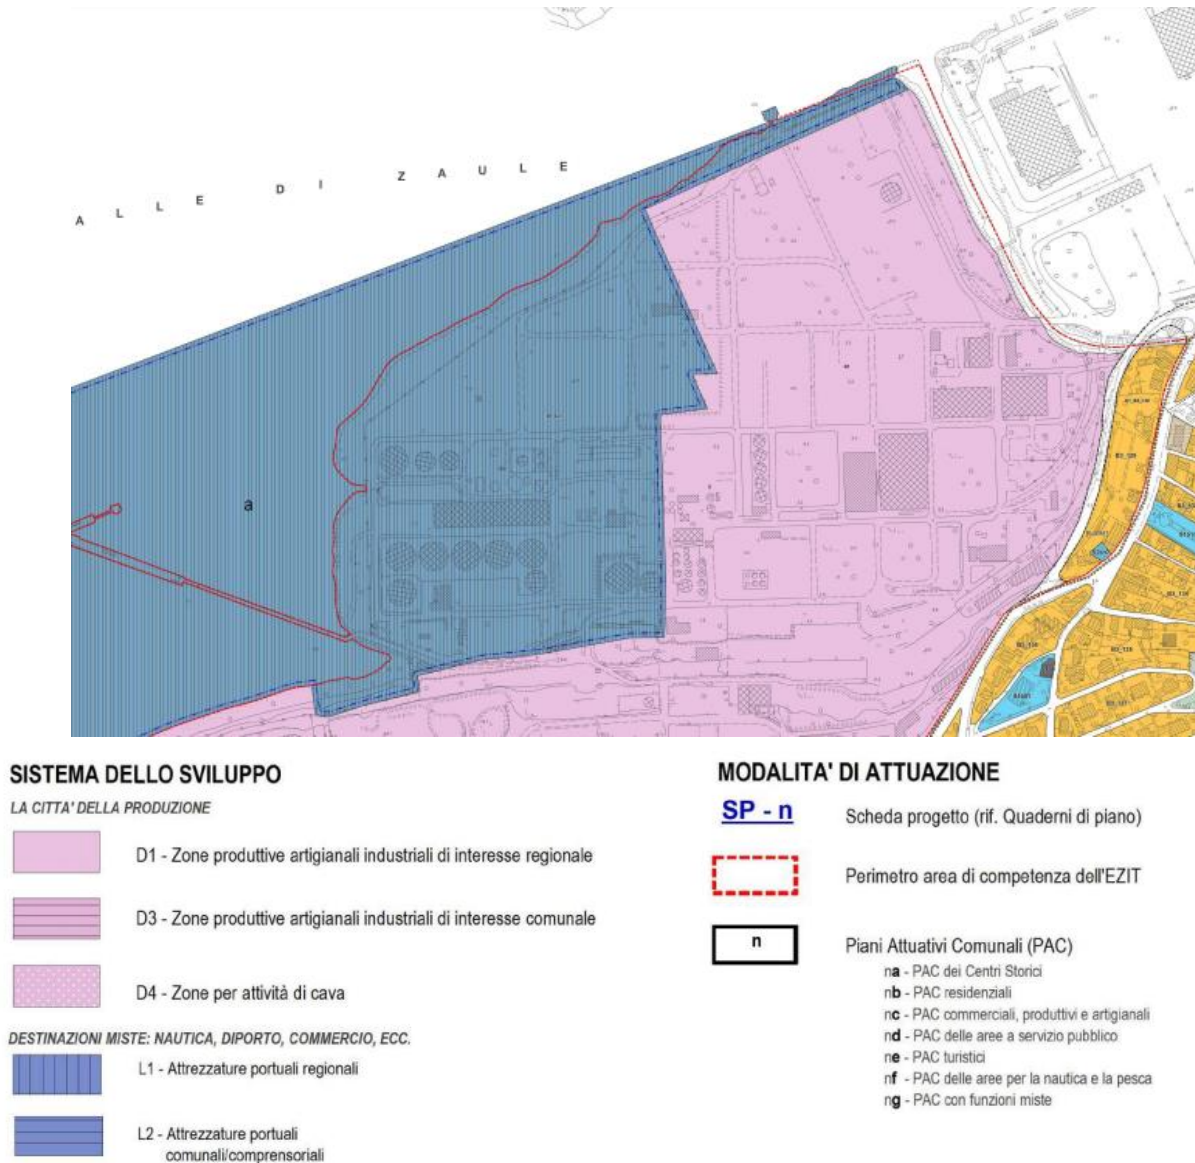 A L L E D I Z A U L E
a
B3_128
SISTEMA DELLO SVILUPPO
LA CITTA' DELLA PRODUZIONE
D1 - Zone produttive artigianali industriali di interesse regionale
D3 - Zone produttive artigianali industriali di interesse comunale
D4 - Zone per attività di cava
DESTINAZIONI MISTE: NAUTICA, DIPORTO, COMMERCIO, ECC.
L1 - Attrezzature portuali regionali
L2 - Attrezzature portuali
comunali/comprensoriali
MODALITA' DI ATTUAZIONE
SP - n
Scheda progetto (rif. Quaderni di piano)
Perimetro area di competenza dell'EZIT
n
Piani Attuativi Comunali (PAC)
na - PAC dei Centri Storici
nb - PAC residenziali
nc - PAC commerciali, produttivi e artigianali
nd - PAC delle aree a servizio pubblico
ne - PAC turistici
nf - PAC delle aree per la nautica e la pesca
ng - PAC con funzioni miste